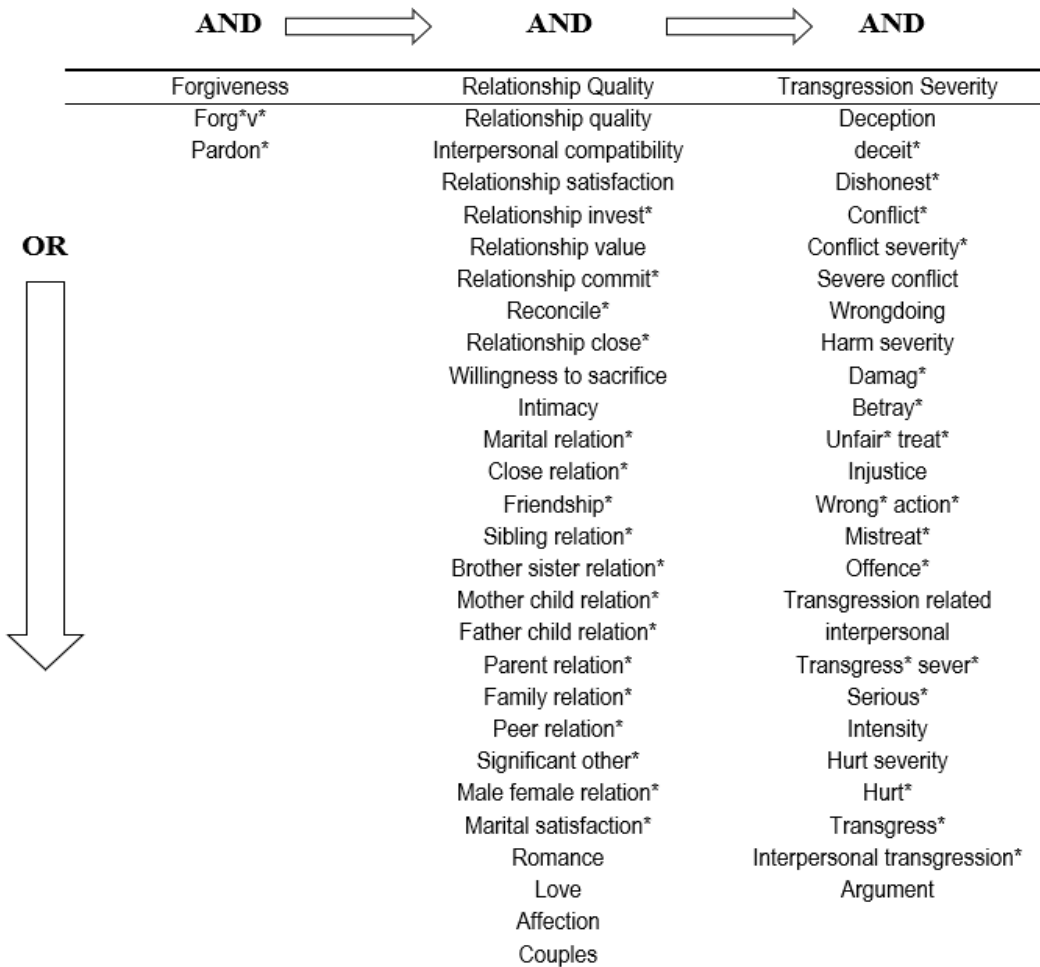 AND AND AND
Forgiveness Relationship Quality Transgression Severity
Forg*v* Relationship quality Deception
Pardon* Interpersonal compatibility deceit*
Relationship satisfaction Dishonest*
Relationship invest* Conflict*
OR Relationship value Conflict severity*
Relationship commit* Severe conflict
Reconcile* Wrongdoing
Relationship close* Harm severity
Willingness to sacrifice Damag*
Intimacy Betray*
Marital relation* Unfair* treat*
Close relation* Injustice
Friendship* Wrong* action*
Sibling relation* Mistreat*
Brother sister relation* Offence*
Mother child relation* Transgression related
Father child relation* interpersonal
Parent relation* Transgress* sever*
Family relation* Serious*
Peer relation* Intensity
Significant other* Hurt severity
Male female relation* Hurt*
Marital satisfaction* Transgress*
Romance Interpersonal transgression*
Love Argument
Affection
Couples